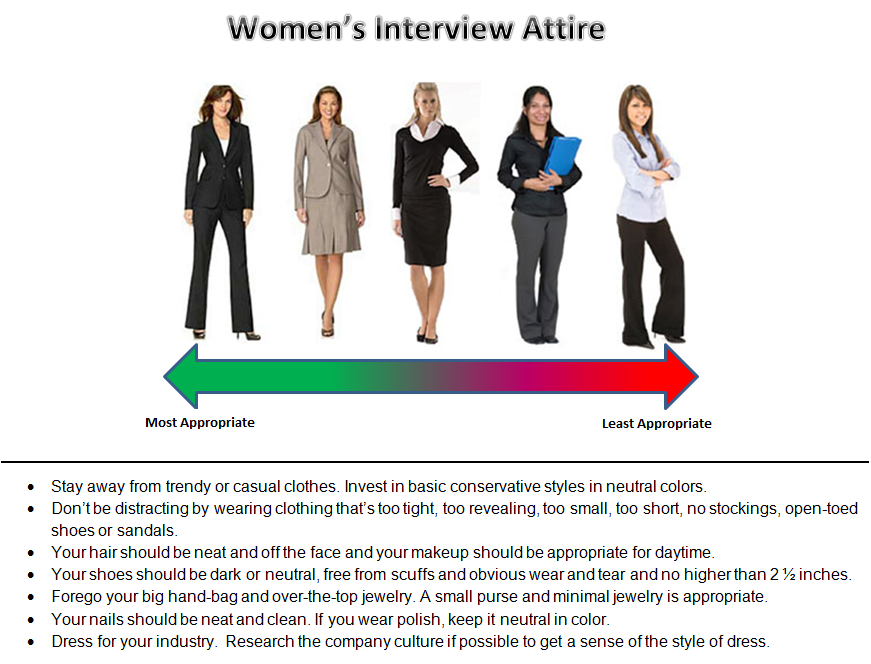 Women’s Interview Attire
Most Appropriate
Least Appropriate
• Stay away from trendy or casual clothes. Invest in basic conservative styles in neutral colors.
• Don’t be distracting by wearing clothing that’s too tight, too revealing, too small, too short, no stockings, open-toed
shoes or sandals.
• Your hair should be neat and off the face and your makeup should be appropriate for daytime.
• Your shoes should be dark or neutral, free from scuffs and obvious wear and tear and no higher than 2 ½ inches.
• Forego your big hand-bag and over-the-top jewelry. A small purse and minimal jewelry is appropriate.
• Your nails should be neat and clean. If you wear polish, keep it neutral in color.
• Dress for your industry.  Research the company culture if possible to get a sense of the style of dress.